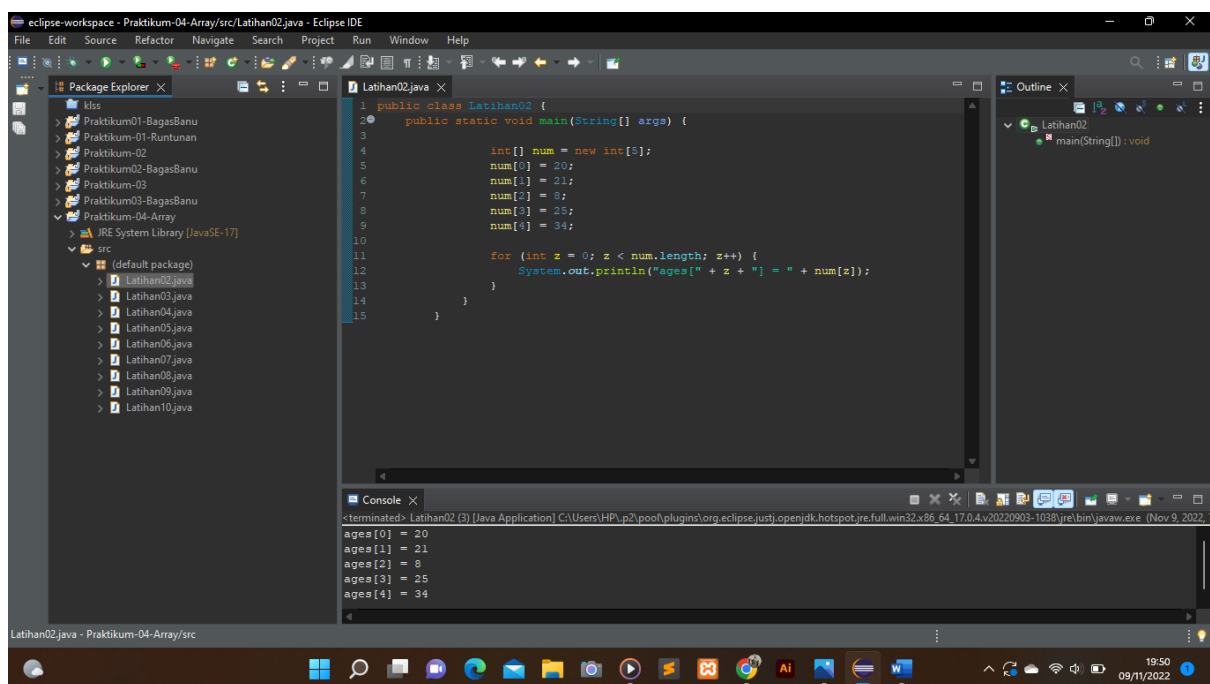 eclipse-workspace - Praktikum-04-Array/src/Latihan02.java - Eclipse IDE
File Edit Source Refactor Navigate Search Project Run Window Help
Package Explorer
klss
Praktikum01-BagasBanu
Praktikum-01-Runtunan
Praktikum-02
Praktikum02-BagasBanu
Praktikum-03
Praktikum03-BagasBanu
Praktikum-04-Array
JRE System Library [JavaSE-17]
src
(default package)
Latihan02.java
Latihan03.java
Latihan04.java
Latihan05.java
Latihan06.java
Latihan07.java
Latihan08.java
Latihan09.java
Latihan10.java
Latihan02.java
1 public class Latihan02 {
2 public static void main(String[] args) {
3
4 int[] num = new int[5];
5 num[0] = 20;
6 num[1] = 21;
7 num[2] = 8;
8 num[3] = 25;
9 num[4] = 34;
10
11 for (int z = 0; z < num.length; z++) {
12 System.out.println("ages[" + z + "] = " + num[z]);
13 }
14 }
15 }
Outline
Latihan02
main(String[]) : void
Console
<terminated> Latihan02 (3) [Java Application] C:\Users\HP\.p2\pool\plugins\org.eclipse.justj.openjdk.hotspot.jre.full.win32.x86_64_17.0.4.v20220903-1038\jre\bin\javaw.exe (Nov 9, 2022,
ages[0] = 20
ages[1] = 21
ages[2] = 8
ages[3] = 25
ages[4] = 34
Latihan02.java - Praktikum-04-Array/src
Ai
W
19:50
09/11/2022
1